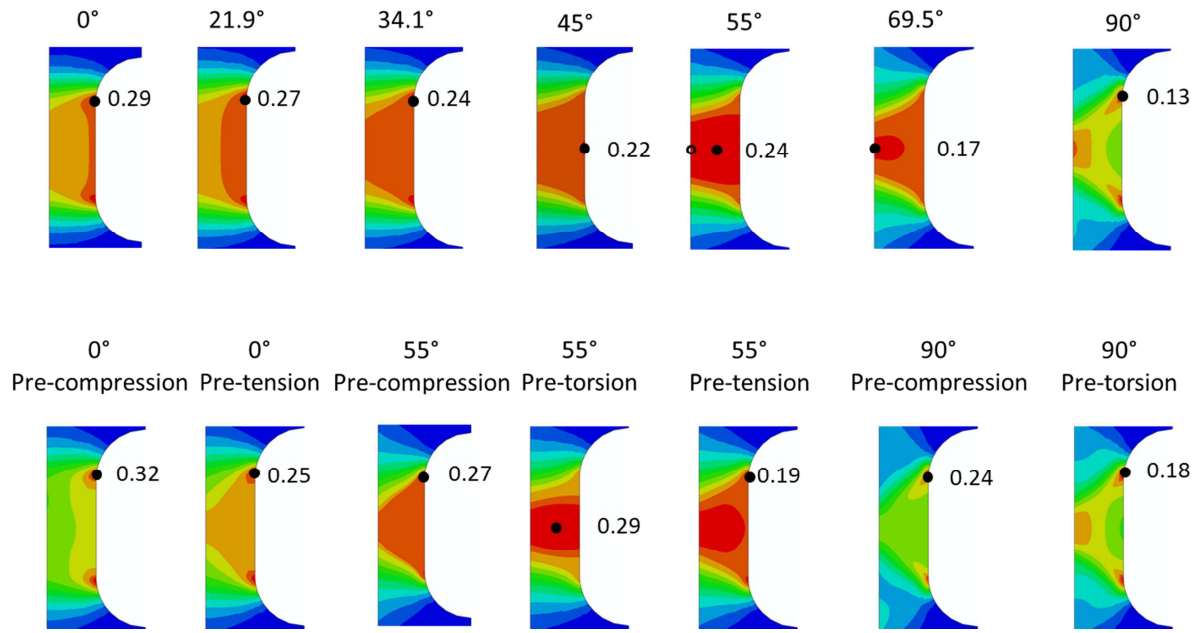 0° 21.9° 34.1° 45° 55° 69.5° 90°
0.29 0.27 0.24 0.22 0.24 0.17 0.13
0° 0° 55° 55° 55° 90° 90°
Pre-compression Pre-tension Pre-compression Pre-torsion Pre-tension Pre-compression Pre-torsion
0.32 0.25 0.27 0.29 0.19 0.24 0.18